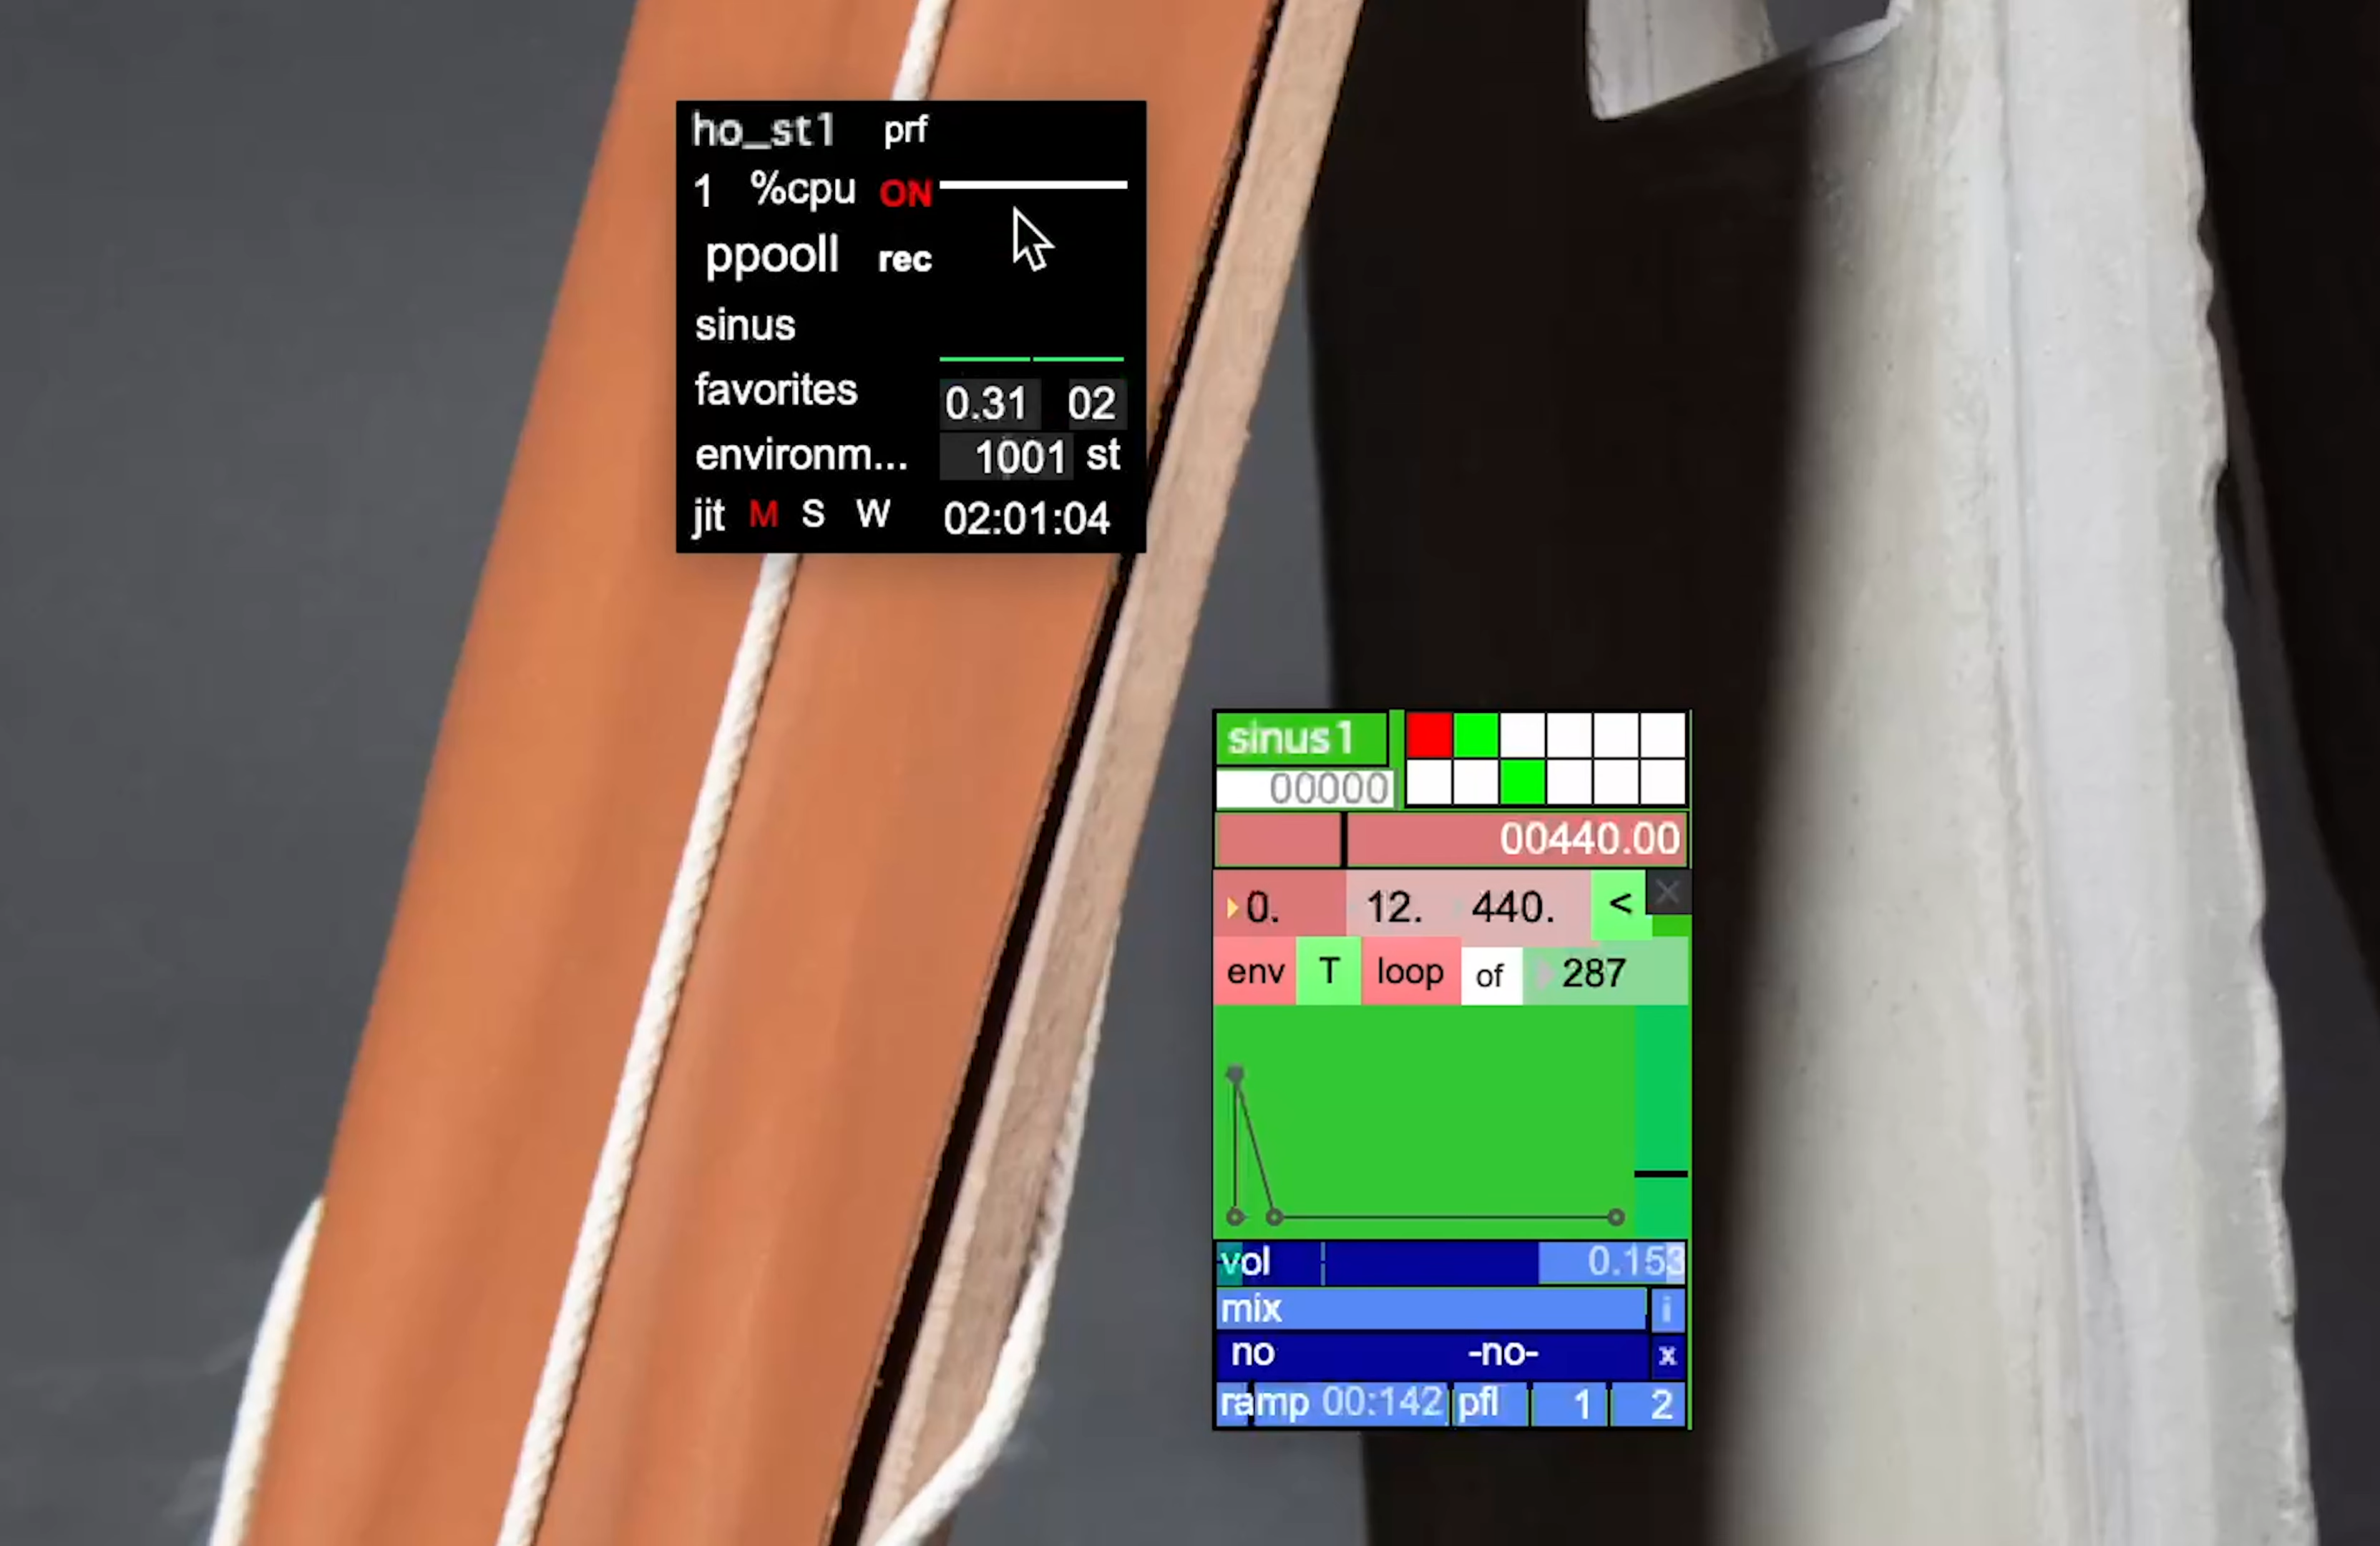 ho_st1 prf
1 %cpu ON
ppooll rec
sinus
favorites 0.31 02
environm... 1001 st
jit M S W 02:01:04
sinus1
00000
00440.00
0. 12. 440. <
env T loop of 287
vol 0.153
mix i
no -no- x
ramp 00:142 pfl 1 2